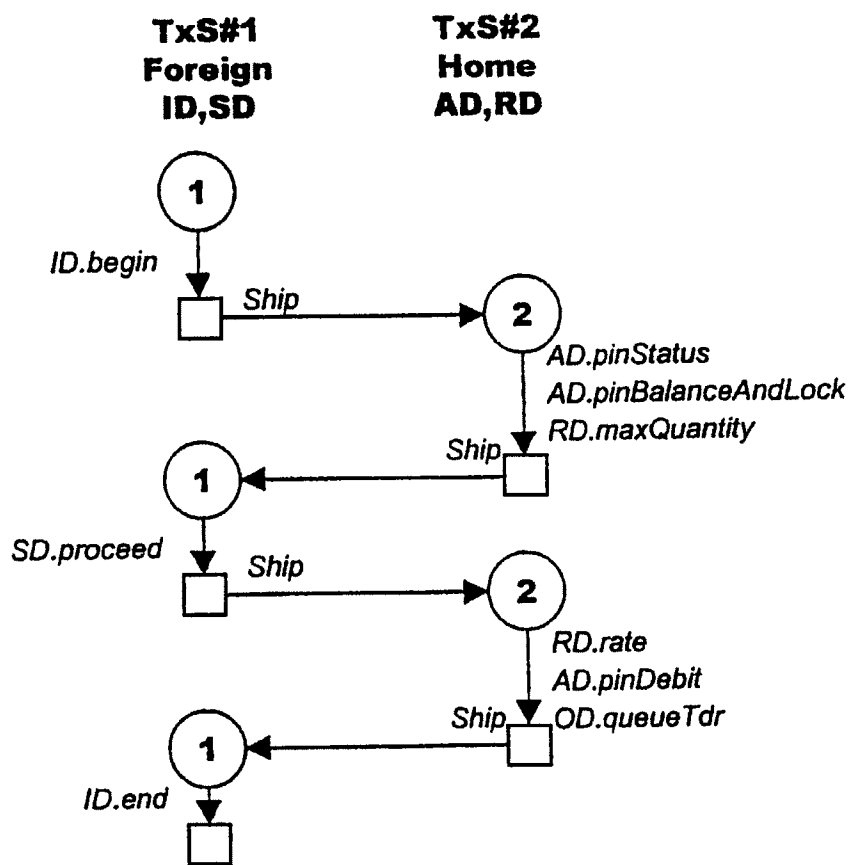 TxS#1
Foreign
ID,SD
TxS#2
Home
AD,RD
1
ID.begin
Ship
2
AD.pinStatus
AD.pinBalanceAndLock
RD.maxQuantity
Ship
1
SD.proceed
Ship
2
RD.rate
AD.pinDebit
OD.queueTdr
Ship
1
ID.end